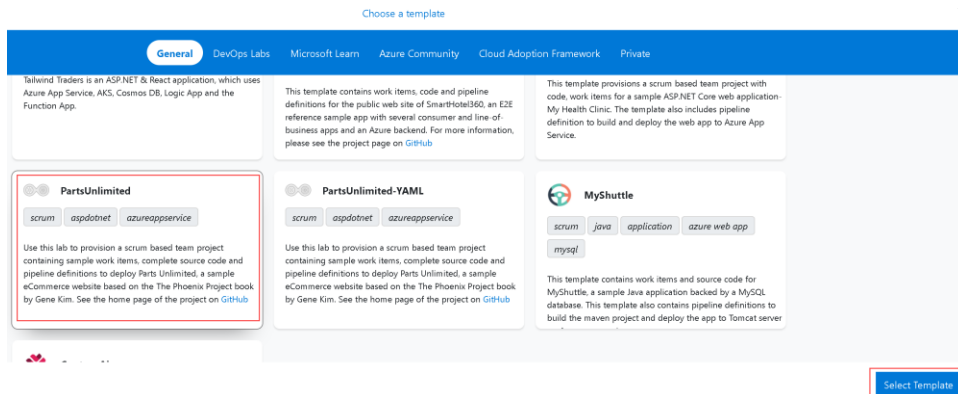 Choose a template
General DevOps Labs Microsoft Learn Azure Community Cloud Adoption Framework Private
Tailwind Traders is an ASP.NET & React application, which uses
Azure App Service, AKS, Cosmos DB, Logic App and the
Function App.
This template contains work items, code and pipeline
definitions for the public web site of SmartHotel360, an E2E
reference sample app with several consumer and line-of-
business apps and an Azure backend. For more information,
please see the project page on GitHub
This template provisions a scrum based team project with
code, work items for a sample ASP.NET Core web application-
My Health Clinic. The template also includes pipeline
definition to build and deploy the web app to Azure App
Service.
PartsUnlimited
scrum aspdotnet azureappservice
Use this lab to provision a scrum based team project
containing sample work items, complete source code and
pipeline definitions to deploy Parts Unlimited, a sample
eCommerce website based on the The Phoenix Project book
by Gene Kim. See the home page of the project on GitHub
PartsUnlimited-YAML
scrum aspdotnet azureappservice
Use this lab to provision a scrum based team project
containing sample work items, complete source code and
pipeline definitions to deploy Parts Unlimited, a sample
eCommerce website based on the The Phoenix Project book
by Gene Kim. See the home page of the project on GitHub
MyShuttle
scrum java application azure web app
mysql
This template contains work items and source code for
MyShuttle, a sample Java application backed by a MySQL
database. This template also contains pipeline definitions to
build the maven project and deploy the app to Tomcat server
Select Template